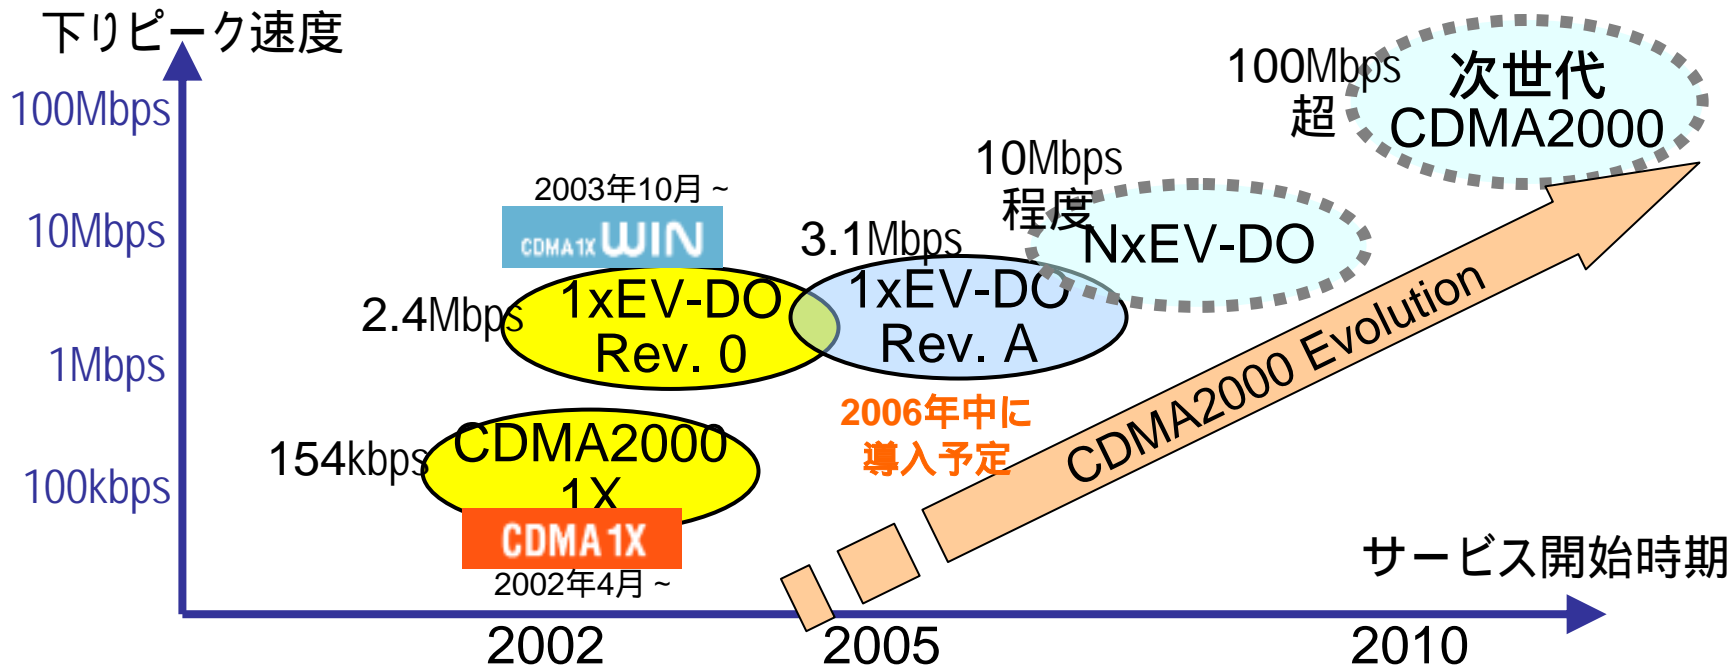 下りピーク速度
100Mbps
10Mbps
1Mbps
100kbps
100Mbps
超
次世代
CDMA2000
10Mbps
程度
NxEV-DO
2003年10月～
CDMA 1X WIN
3.1Mbps
1xEV-DO
Rev. A
2.4Mbps
1xEV-DO
Rev. 0
2006年中に
導入予定
154kbps
CDMA2000
1X
CDMA 1X
2002年4月～
CDMA2000 Evolution
サービス開始時期
2002
2005
2010